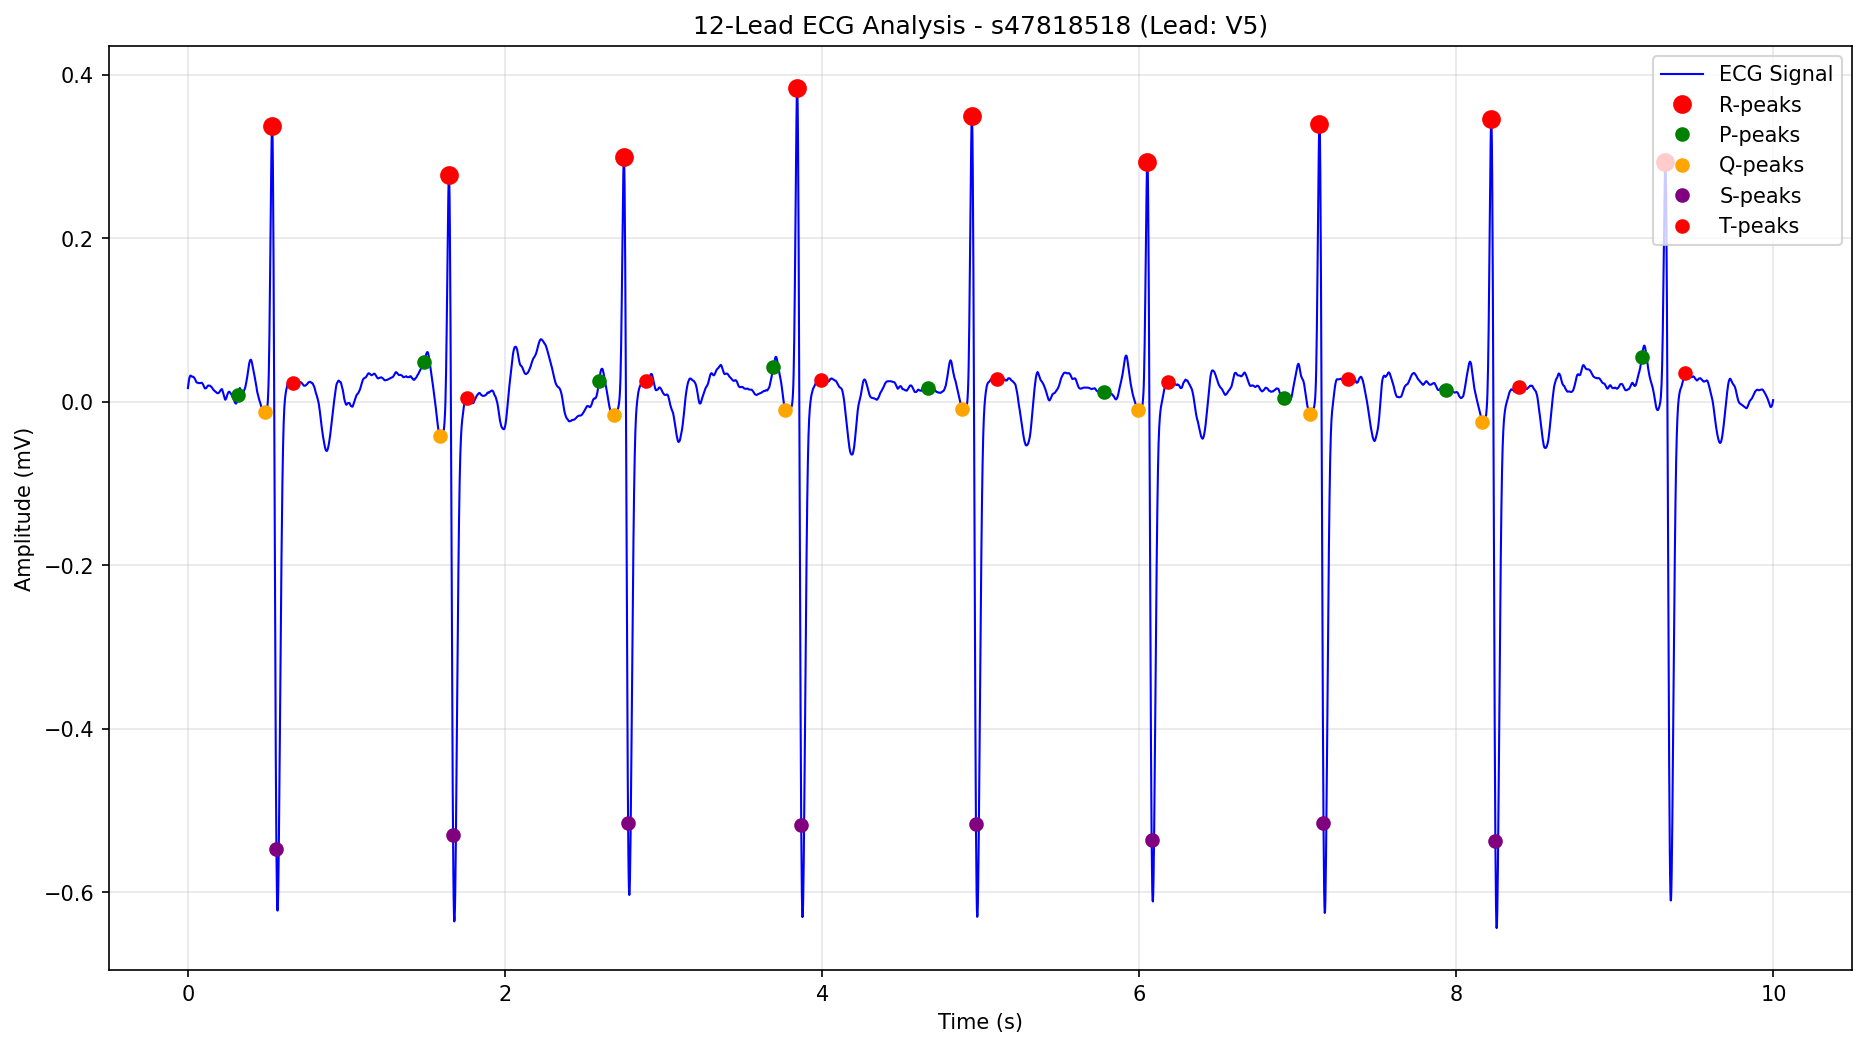 12-Lead ECG Analysis - s47818518 (Lead: V5)
ECG Signal
R-peaks
P-peaks
Q-peaks
S-peaks
T-peaks
Amplitude (mV)
0.4
0.2
0.0
−0.2
−0.4
−0.6
0 2 4 6 8 10
Time (s)